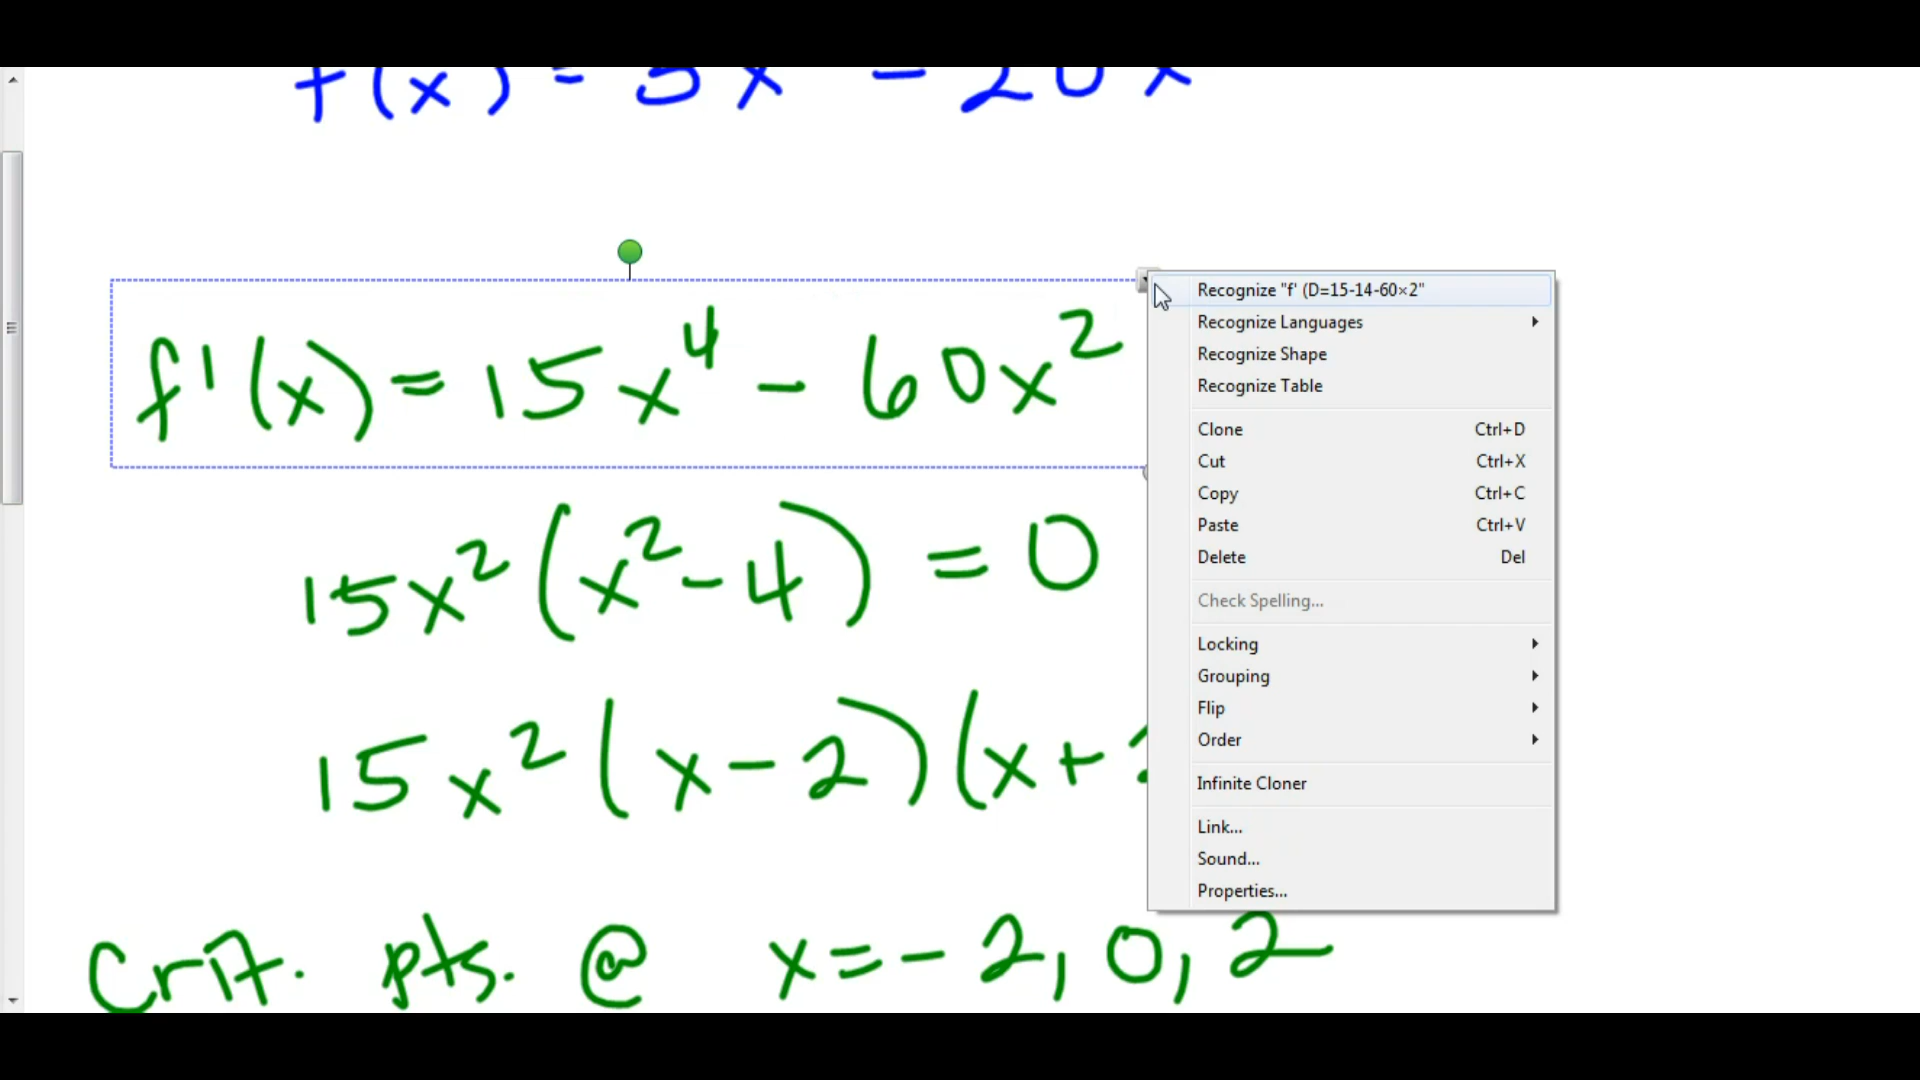 f(x) = 3x - 20x
f'(x) = 15x⁴ - 60x²
15x²(x²-4) = 0
15x²(x-2)(x+
Crit. pts. @ x=-2, 0, 2
Recognize "f' (D=15-14-60×2"
Recognize Languages
Recognize Shape
Recognize Table
Clone Ctrl+D
Cut Ctrl+X
Copy Ctrl+C
Paste Ctrl+V
Delete Del
Check Spelling...
Locking
Grouping
Flip
Order
Infinite Cloner
Link...
Sound...
Properties...